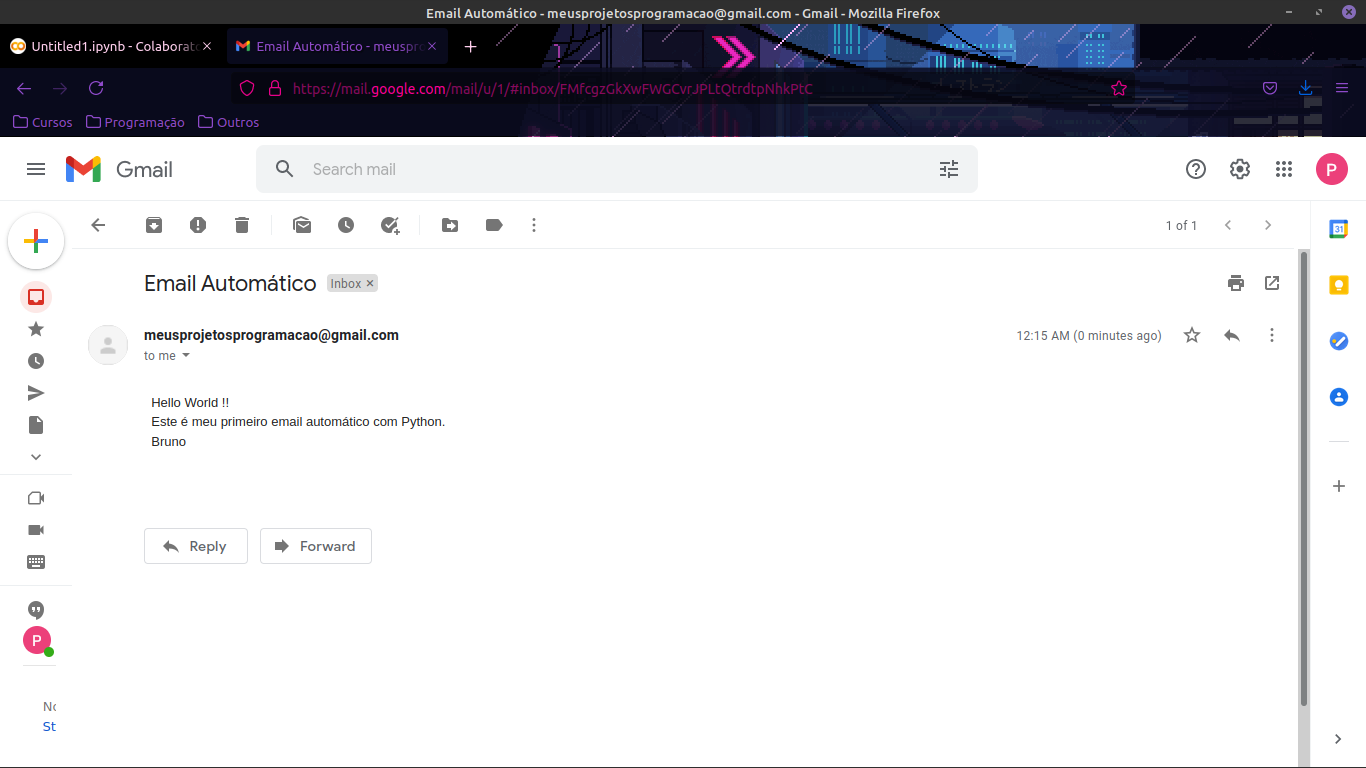 Email Automático - meusprojetosprogramacao@gmail.com - Gmail - Mozilla Firefox
Untitled1.ipynb - Colaborat
Email Automático - meuspro
https://mail.google.com/mail/u/1/#inbox/FMfcgzGkXwFWGCvrJPLtQtrdtpNhkPtC
Cursos
Programação
Outros
Gmail
Search mail
P
1 of 1
31
Email Automático
Inbox ×
meusprojetosprogramacao@gmail.com
12:15 AM (0 minutes ago)
to me
Hello World !!
Este é meu primeiro email automático com Python.
Bruno
Reply
Forward
P
No
St